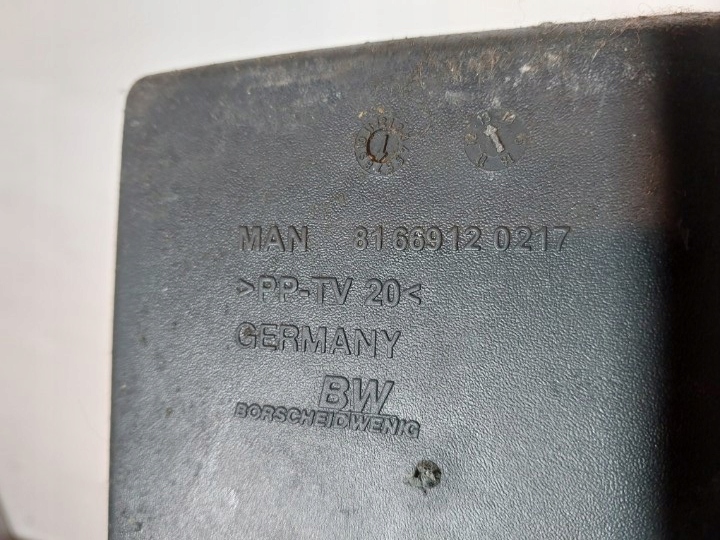 MAN 81 66912 0217
>PP-TV 20<
GERMANY
BW
BORSCHEIDWENIG